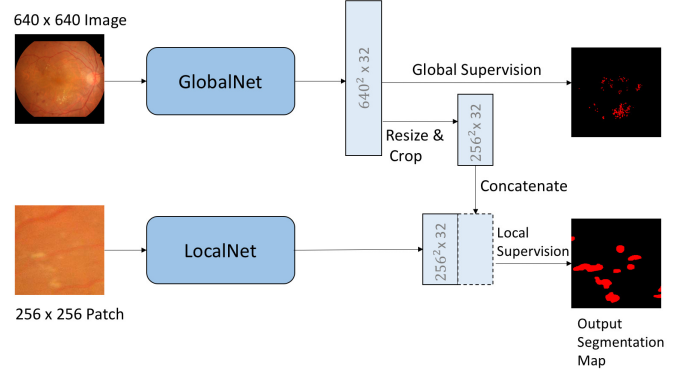 640 x 640 Image
GlobalNet
640² x 32
Global Supervision
Resize &
Crop
256² x 32
Concatenate
LocalNet
256² x 32
Local
Supervision
256 x 256 Patch
Output
Segmentation
Map